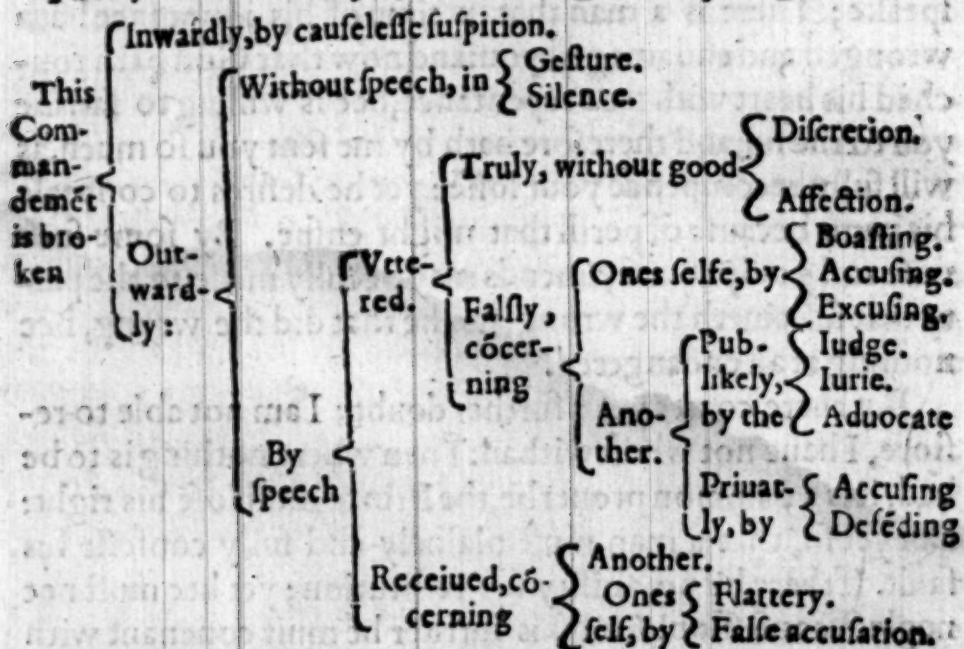 This
Com-
man-
demēt
is bro-
ken
Inwardly, by cauſeleſſe ſuſpition.
Out-
ward-
ly:
Without ſpeech, in
Geſture.
Silence.
By
ſpeech
Vtte-
red.
Truly, without good
Diſcretion.
Affection.
Falſly,
cōcer-
ning
Ones ſelfe, by
Boaſting.
Accuſing.
Excuſing.
Ano-
ther.
Pub-
likely,
by the
Iudge.
Iurie.
Aduocate
Priuat-
ly, by
Accuſing
Defēding
Receiued, cō-
cerning
Another.
Ones
ſelf, by
Flattery.
Falſe accuſation.